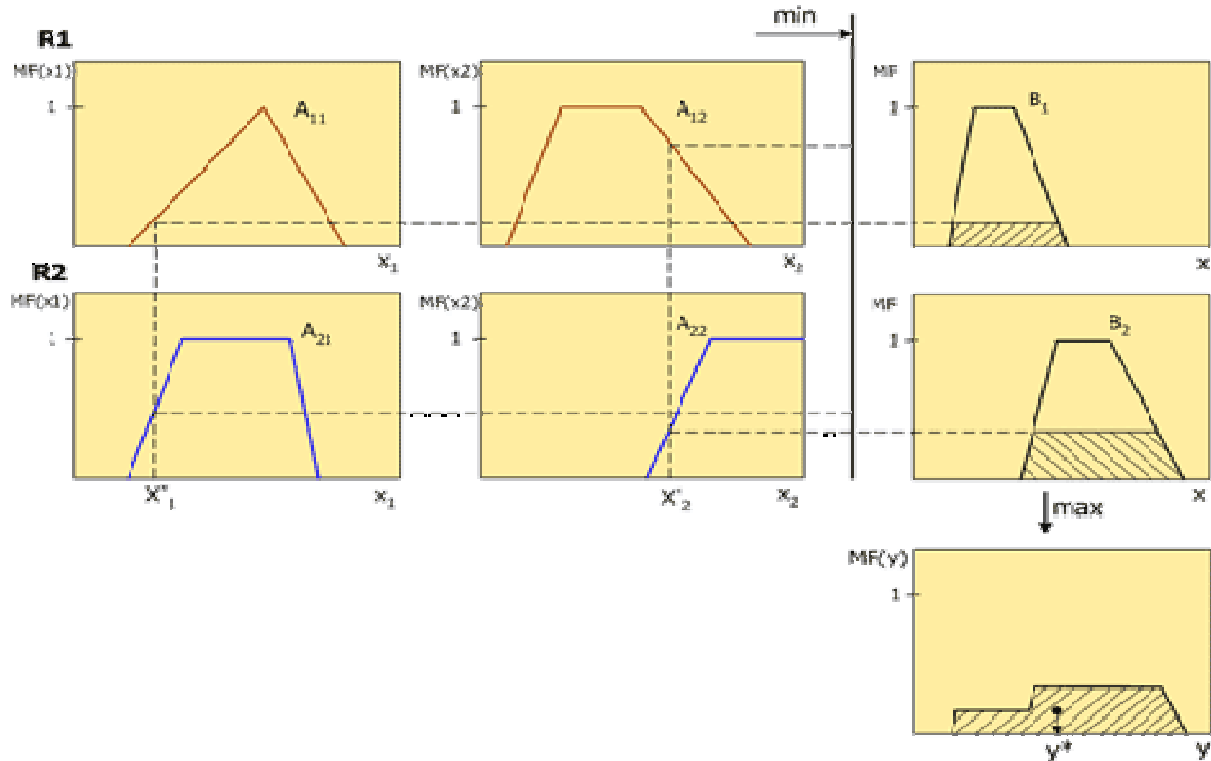 min
R1
MF(x1)
1
A11
x1
MF(x2)
1
A12
x2
MF
1
B1
x
R2
MF(x1)
1
A21
x1
MF(x2)
1
A22
x2
MF
1
B2
x
max
MF(y)
1
y*
y